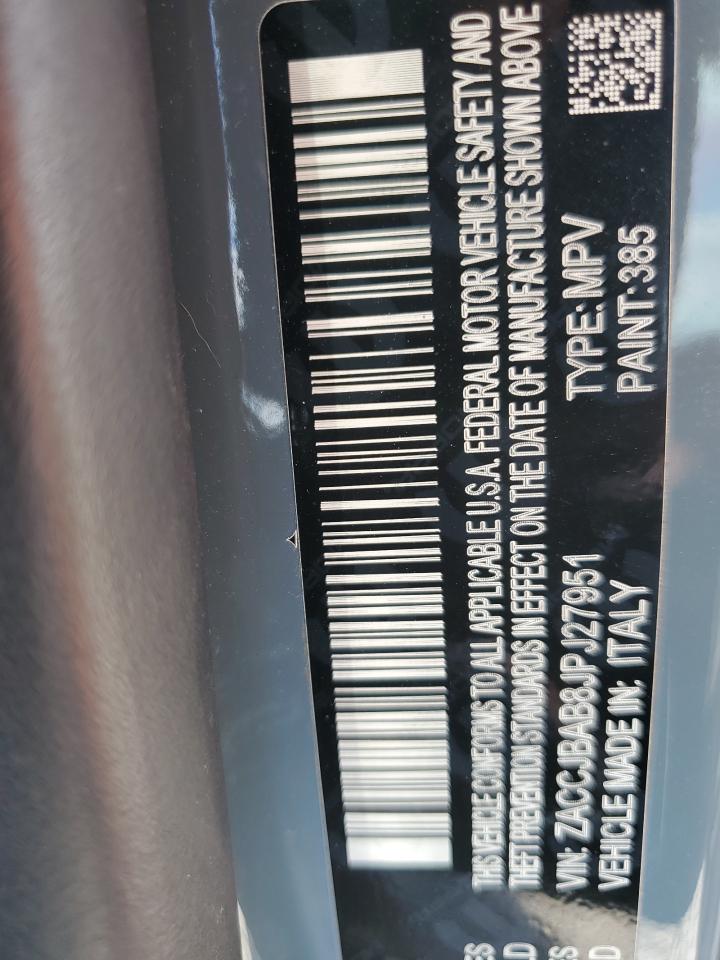 THIS VEHICLE CONFORMS TO ALL APPLICABLE U.S.A. FEDERAL MOTOR VEHICLE SAFETY AND
THEFT PREVENTION STANDARDS IN EFFECT ON THE DATE OF MANUFACTURE SHOWN ABOVE
VIN: ZACCJBAB8JPJ27951 TYPE: MPV
VEHICLE MADE IN: ITALY PAINT: 385